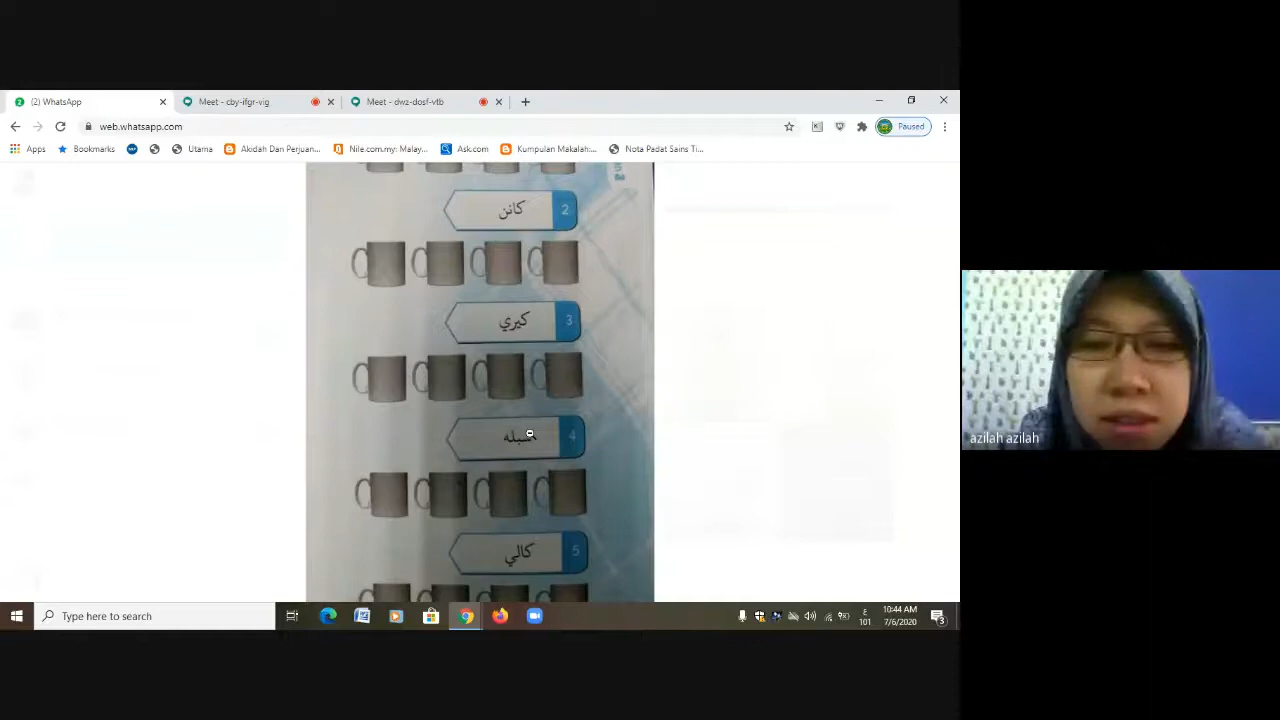 (2) WhatsApp
Meet - cby-ifgr-vig
Meet - dwz-dosf-vtb
web.whatsapp.com
Paused
Apps
Bookmarks
Utama
Akidah Dan Perjuan...
Nile.com.my: Malay...
Ask.com
Kumpulan Makalah:...
Nota Padat Sains Ti...
2 كانن
3 كيري
4
5 كالي
azilah azilah
Type here to search
10:44 AM
101
7/6/2020
3